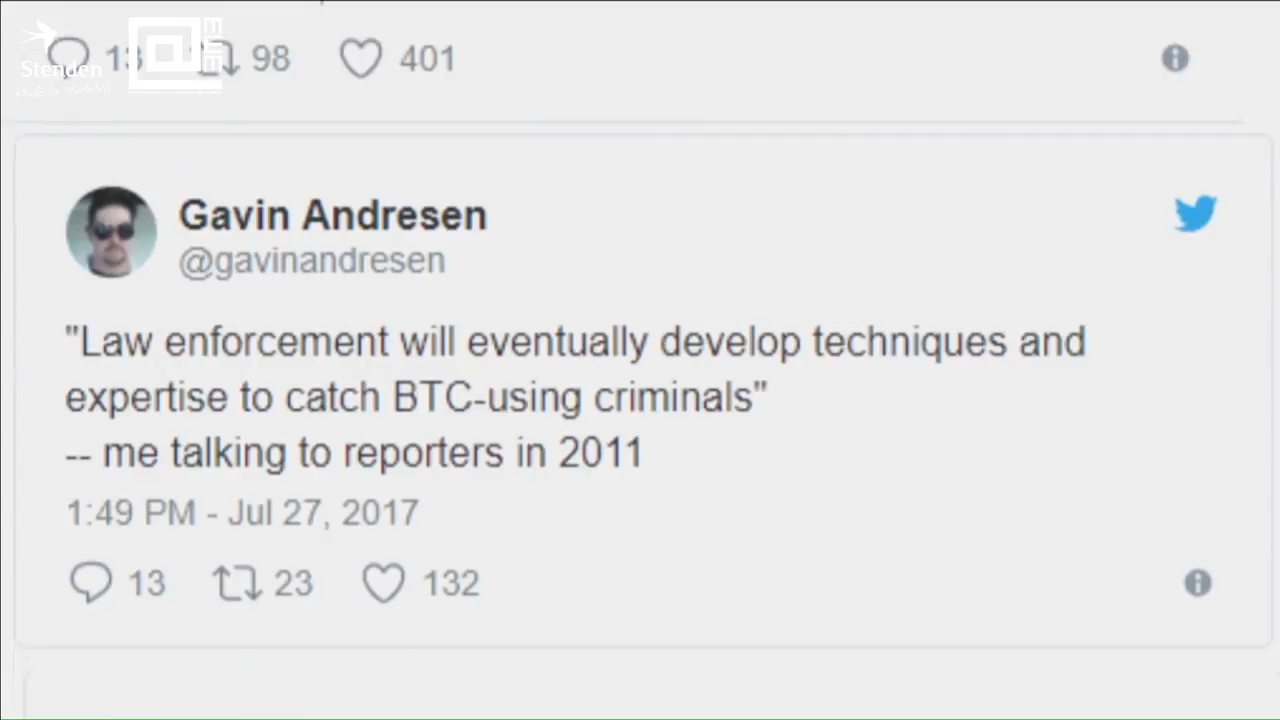 13 98 401
Stenden
Gavin Andresen
@gavinandresen
"Law enforcement will eventually develop techniques and
expertise to catch BTC-using criminals"
-- me talking to reporters in 2011
1:49 PM - Jul 27, 2017
13 23 132